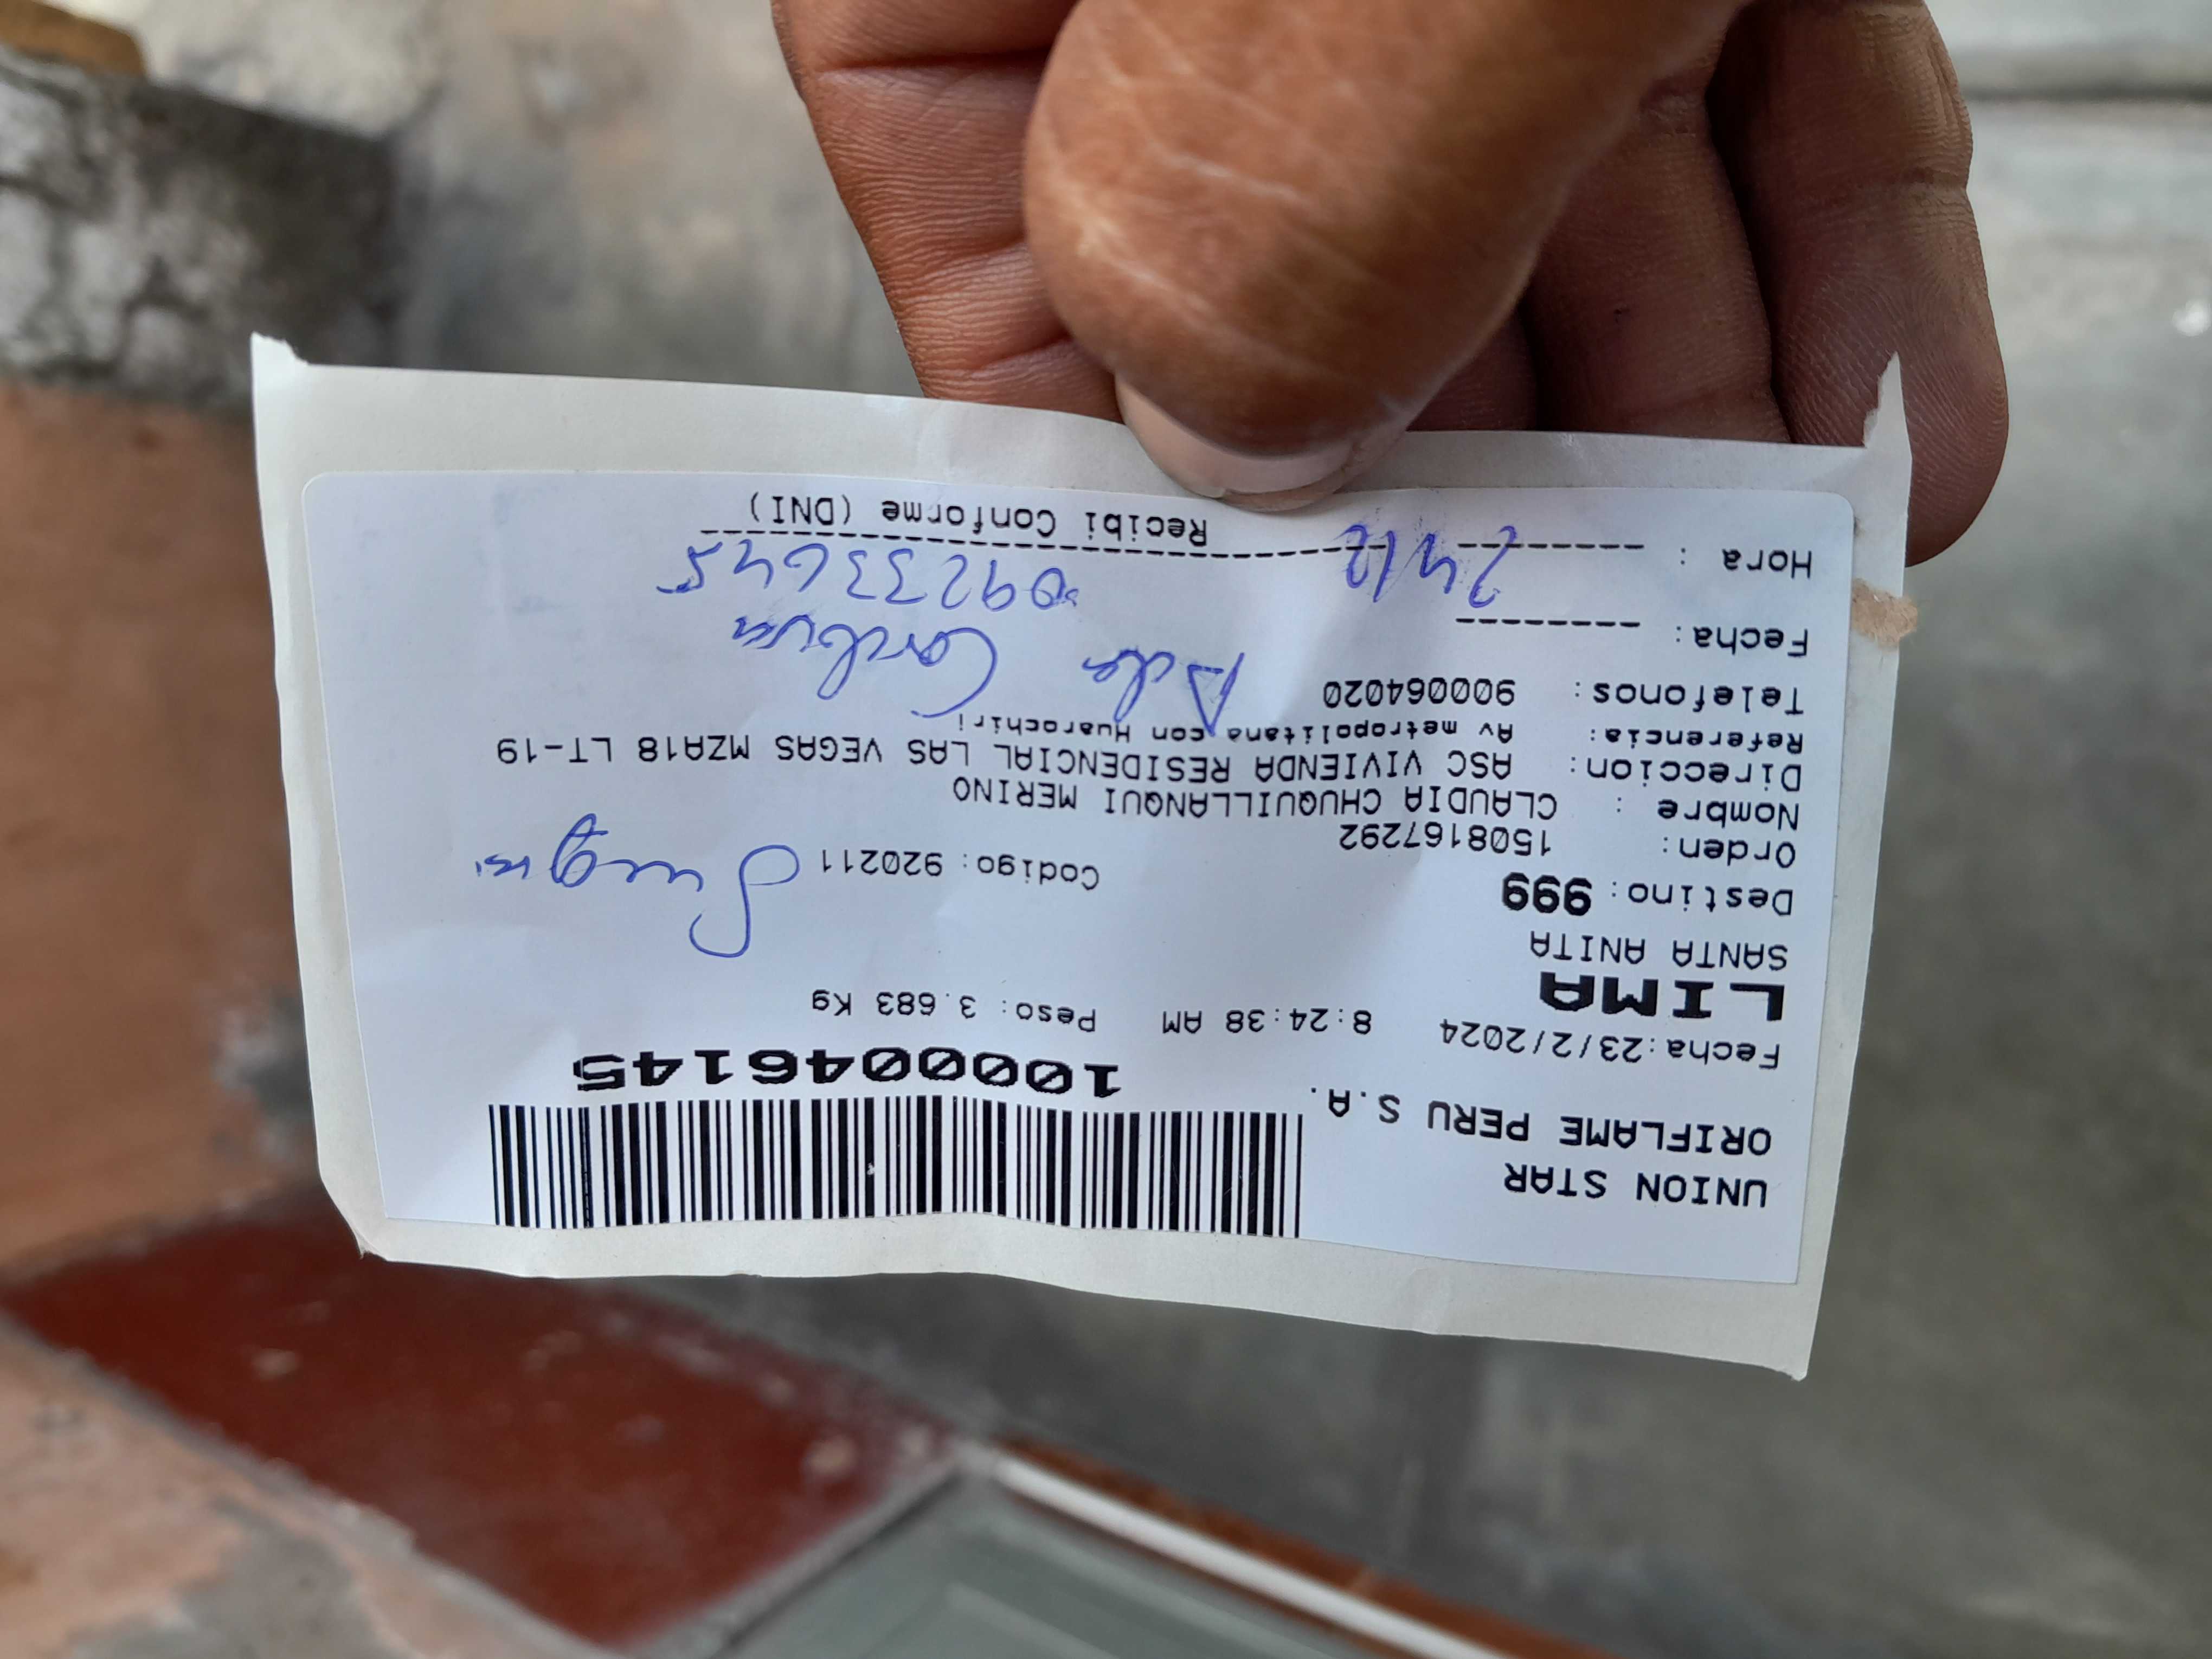 UNION STAR
ORIFLAME PERU S.A.
1000046145
Fecha:23/2/2024 8:24:38 AM Peso: 3.683 Kg
LIMA
SANTA ANITA
Destino: 999
Orden: 1508167292 Codigo: 920211
Nombre : CLAUDIA CHUQUILLANQUI MERINO
Direccion: ASC VIVIENDA RESIDENCIAL LAS VEGAS MZA18 LT-19
Referencia: Av metropolitana con Huarochiri
Telefonos: 900064020
Fecha:
09233645
Hora : 24/2
Recibi Conforme (DNI)